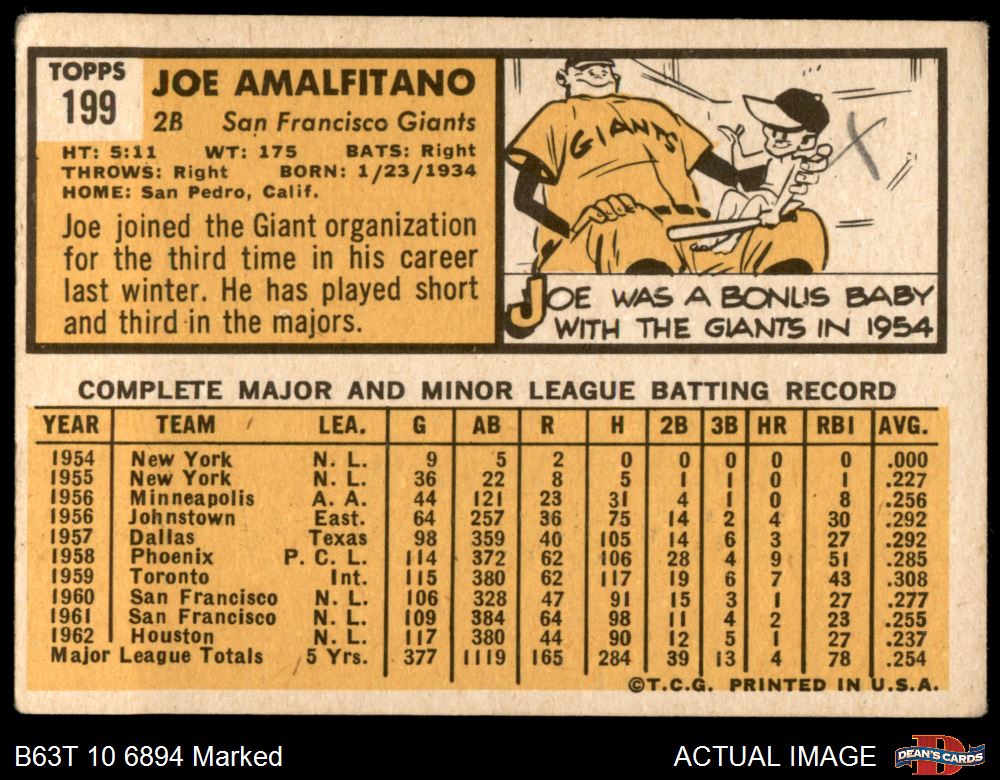 TOPPS
199
JOE AMALFITANO
2B San Francisco Giants
HT: 5:11 WT: 175 BATS: Right
THROWS: Right BORN: 1/23/1934
HOME: San Pedro, Calif.
Joe joined the Giant organization
for the third time in his career
last winter. He has played short
and third in the majors.
GIANTS
X
JOE WAS A BONUS BABY
WITH THE GIANTS IN 1954
COMPLETE MAJOR AND MINOR LEAGUE BATTING RECORD
YEAR TEAM LEA. G AB R H 2B 3B HR RBI AVG.
1954 New York N. L. 9 5 2 0 0 0 0 0 .000
1955 New York N. L. 36 22 8 5 1 1 0 1 .227
1956 Minneapolis A. A. 44 121 23 31 4 1 0 8 .256
1956 Johnstown East. 64 257 36 75 14 2 4 30 .292
1957 Dallas Texas 98 359 40 105 14 6 3 27 .292
1958 Phoenix P. C. L. 114 372 62 106 28 4 9 51 .285
1959 Toronto Int. 115 380 62 117 19 6 7 43 .308
1960 San Francisco N. L. 106 328 47 91 15 3 1 27 .277
1961 San Francisco N. L. 109 384 64 98 11 4 2 23 .255
1962 Houston N. L. 117 380 44 90 12 5 1 27 .237
Major League Totals 5 Yrs. 377 1119 165 284 39 13 4 78 .254
©T.C.G. PRINTED IN U.S.A.
B63T 10 6894 Marked
ACTUAL IMAGE
D
DEAN'S CARDS